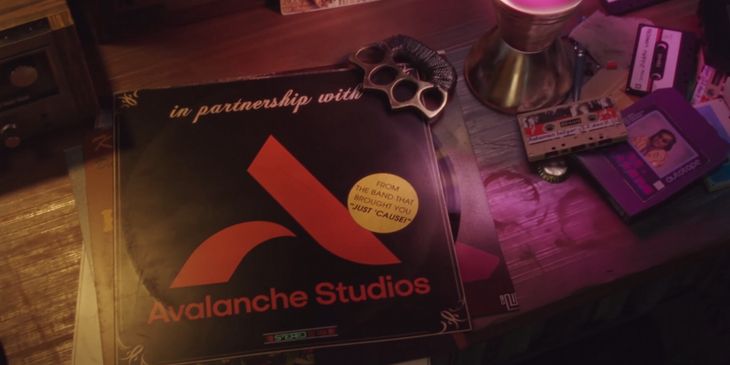 in partnership with
FROM
THE BAND THAT
BROUGHT YOU
"JUST 'CAUSE!"
Avalanche Studios
STEREO